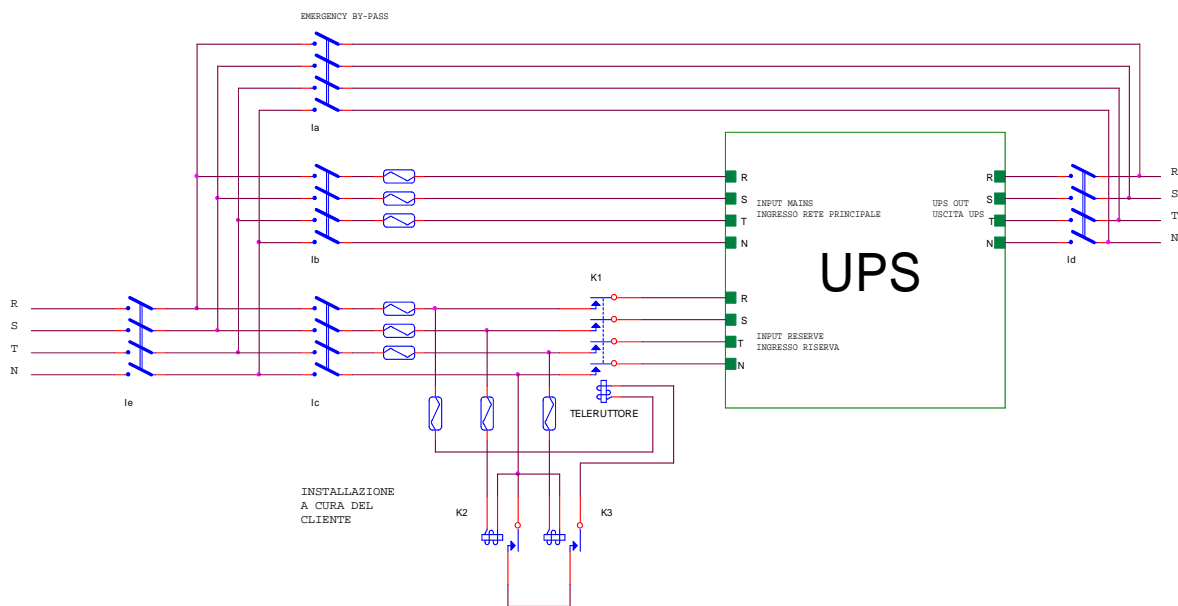 EMERGENCY BY-PASS
Ia
R
R
R
S
INPUT MAINS
UPS OUT
S
S
T
INGRESSO RETE PRINCIPALE
USCITA UPS
T
T
N
N
N
Ib
Id
UPS
K1
R
R
S
S
T
INPUT RESERVE
INGRESSO RISERVA
T
N
N
Ie
Ic
TELERUTTORE
INSTALLAZIONE
A CURA DEL
CLIENTE
K2
K3